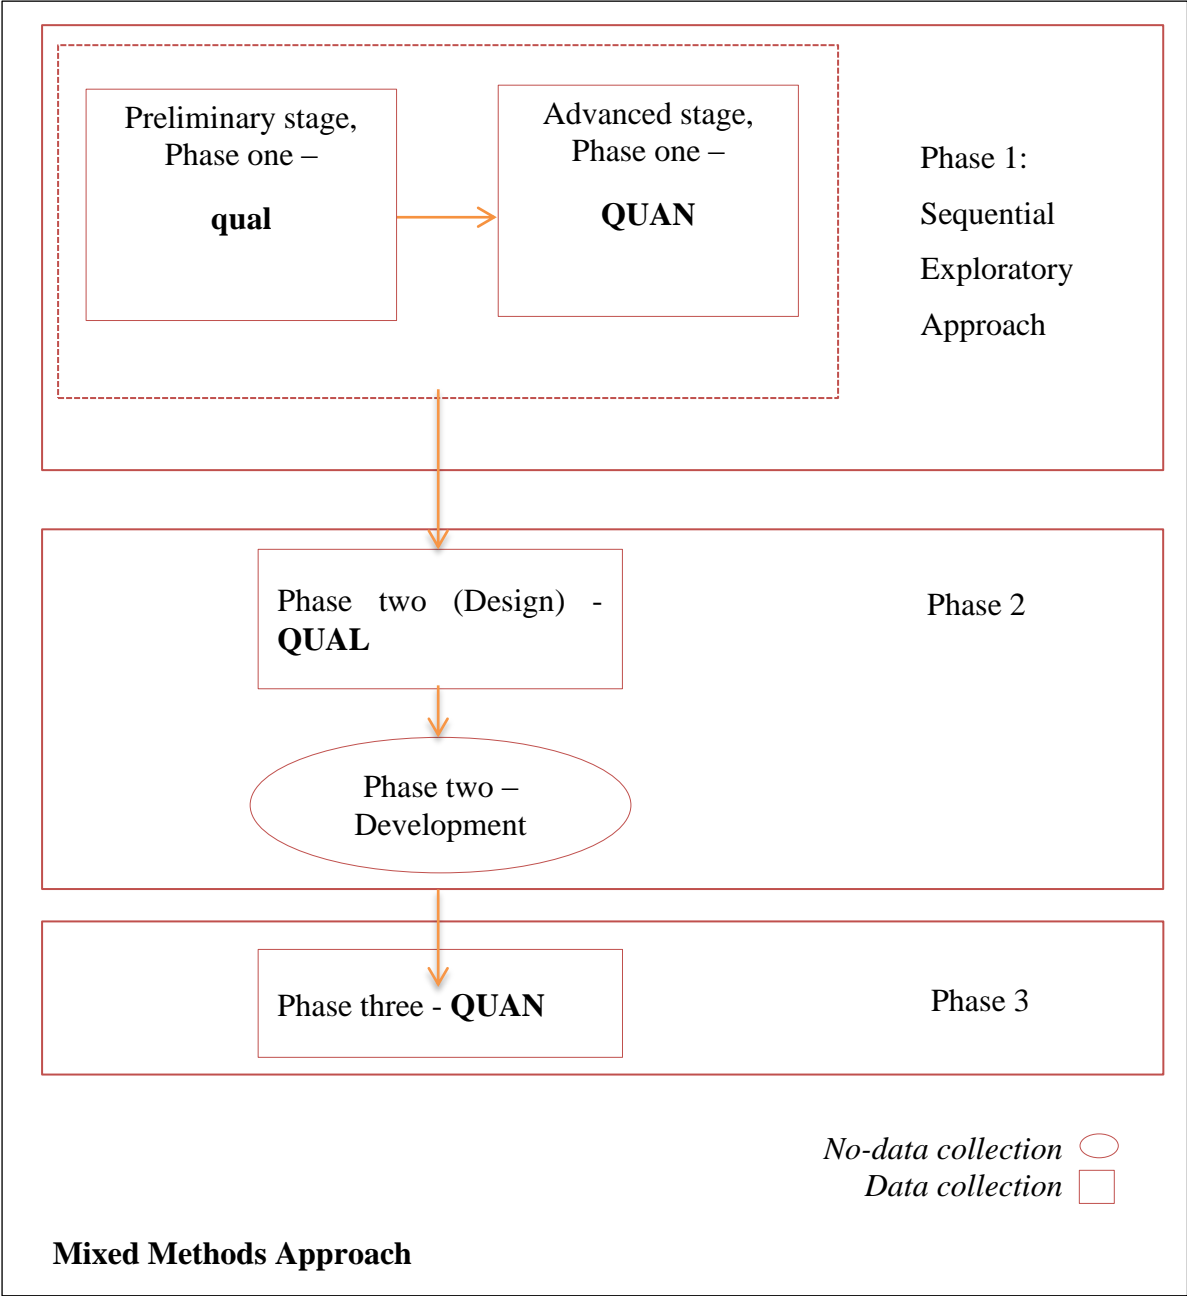 Preliminary stage,
Phase one –
qual
Advanced stage,
Phase one –
QUAN
Phase 1:
Sequential
Exploratory
Approach
Phase two (Design) -
QUAL
Phase 2
Phase two –
Development
Phase three - QUAN
Phase 3
No-data collection
Data collection
Mixed Methods Approach